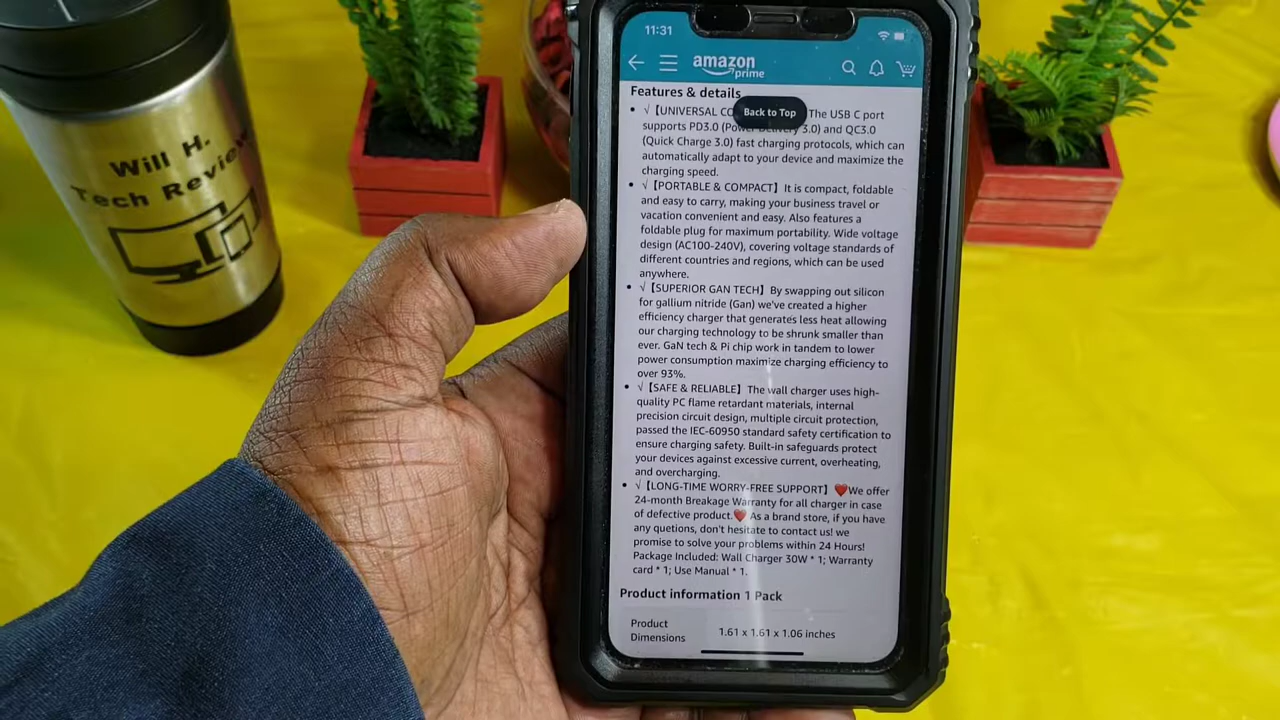 Will H.
Tech Review
11:31
amazon
prime
Features & details
Back to Top
√【UNIVERSAL CO The USB C port
supports PD3.0 (Power Delivery 3.0) and QC3.0
(Quick Charge 3.0) fast charging protocols, which can
automatically adapt to your device and maximize the
charging speed.
√【PORTABLE & COMPACT】It is compact, foldable
and easy to carry, making your business travel or
vacation convenient and easy. Also features a
foldable plug for maximum portability. Wide voltage
design (AC100-240V), covering voltage standards of
different countries and regions, which can be used
anywhere.
√【SUPERIOR GAN TECH】By swapping out silicon
for gallium nitride (Gan) we've created a higher
efficiency charger that generates less heat allowing
our charging technology to be shrunk smaller than
ever. GaN tech & Pi chip work in tandem to lower
power consumption maximize charging efficiency to
over 93%.
√【SAFE & RELIABLE】The wall charger uses high-
quality PC flame retardant materials, internal
precision circuit design, multiple circuit protection,
passed the IEC-60950 standard safety certification to
ensure charging safety. Built-in safeguards protect
your devices against excessive current, overheating,
and overcharging.
√【LONG-TIME WORRY-FREE SUPPORT】❤️We offer
24-month Breakage Warranty for all charger in case
of defective product.❤️ As a brand store, if you have
any quetions, don't hesitate to contact us! we
promise to solve your problems within 24 Hours!
Package Included: Wall Charger 30W * 1; Warranty
card * 1; Use Manual * 1.
Product information 1 Pack
Product
Dimensions
1.61 x 1.61 x 1.06 inches